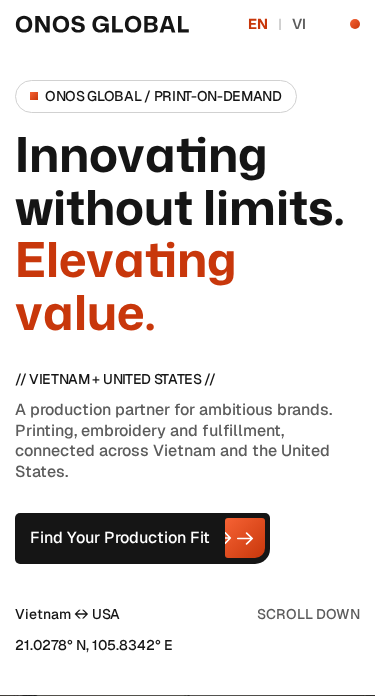 ONOS GLOBAL
EN | VI
ONOS GLOBAL / PRINT-ON-DEMAND
Innovating
without limits.
Elevating
value.
// VIETNAM + UNITED STATES //
A production partner for ambitious brands.
Printing, embroidery and fulfillment,
connected across Vietnam and the United
States.
Find Your Production Fit →
Vietnam ↔ USA
SCROLL DOWN
21.0278° N, 105.8342° E